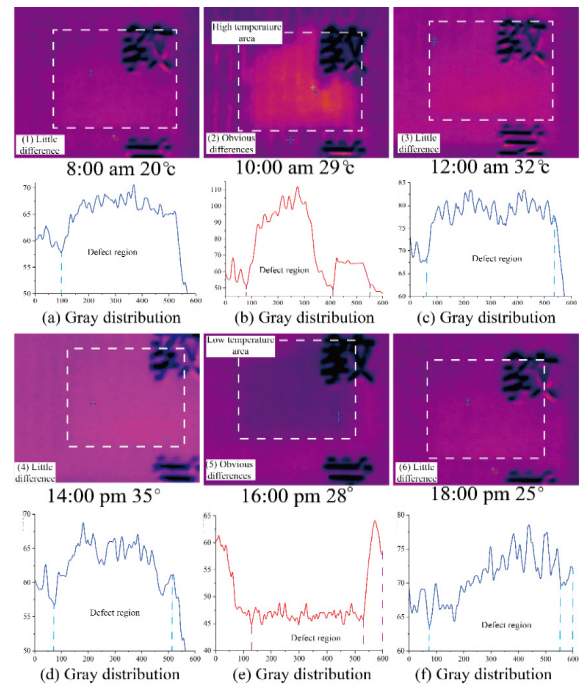 High temperature
area
教
(1) Little
difference
(2) Obvious
differences
(3) Little
difference
8:00 am 20℃
10:00 am 29℃
12:00 am 32℃
70
65
60
55
50
Defect region
0 100 200 300 400 500 600
110
100
90
80
70
60
50
Defect region
0 100 200 300 400 500 600
85
80
75
70
65
60
Defect region
0 100 200 300 400 500 600
(a) Gray distribution
(b) Gray distribution
(c) Gray distribution
Low temperature
area
教
(4) Little
difference
(5) Obvious
differences
(6) Little
difference
14:00 pm 35°
16:00 pm 28°
18:00 pm 25°
70
65
60
55
50
Defect region
0 100 200 300 400 500 600
65
60
55
50
45
40
Defect region
0 100 200 300 400 500 600
80
75
70
65
60
Defect region
0 100 200 300 400 500 600
(d) Gray distribution
(e) Gray distribution
(f) Gray distribution